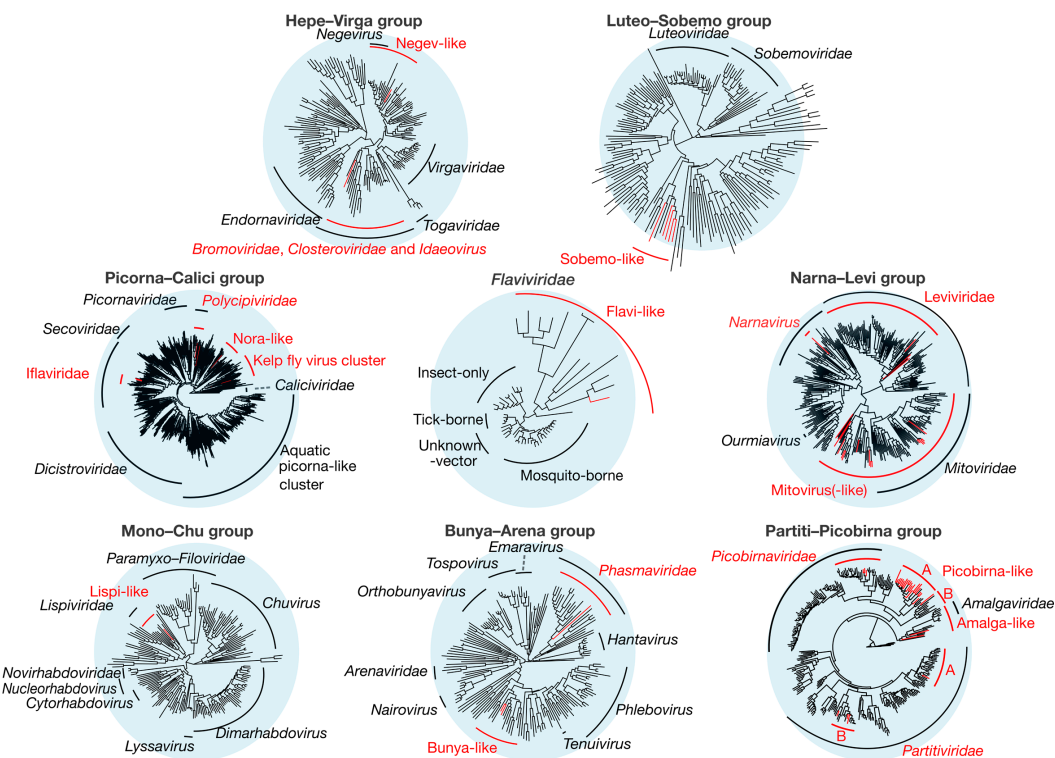 Hepe–Virga group
Negevirus
Negev-like
Virgaviridae
Endornaviridae
Togaviridae
Bromoviridae, Closteroviridae and Idaeovirus
Luteo–Sobemo group
Luteoviridae
Sobemoviridae
Sobemo-like
Picorna–Calici group
Picornaviridae
Polycipiviridae
Secoviridae
Nora-like
Kelp fly virus cluster
Iflaviridae
Caliciviridae
Dicistroviridae
Aquatic
picorna-like
cluster
Flaviviridae
Flavi-like
Insect-only
Tick-borne
Unknown
-vector
Mosquito-borne
Narna–Levi group
Leviviridae
Narnavirus
Ourmiavirus
Mitoviridae
Mitovirus(-like)
Mono–Chu group
Paramyxo–Filoviridae
Lispi-like
Lispiviridae
Chuvirus
Novirhabdoviridae
Nucleorhabdovirus
Cytorhabdovirus
Dimarhabdovirus
Lyssavirus
Bunya–Arena group
Emaravirus
Tospovirus
Phasmaviridae
Orthobunyavirus
Hantavirus
Arenaviridae
Nairovirus
Phlebovirus
Bunya-like
Tenuivirus
Partiti–Picobirna group
Picobirnaviridae
A
Picobirna-like
B
Amalgaviridae
Amalga-like
A
B
Partitiviridae